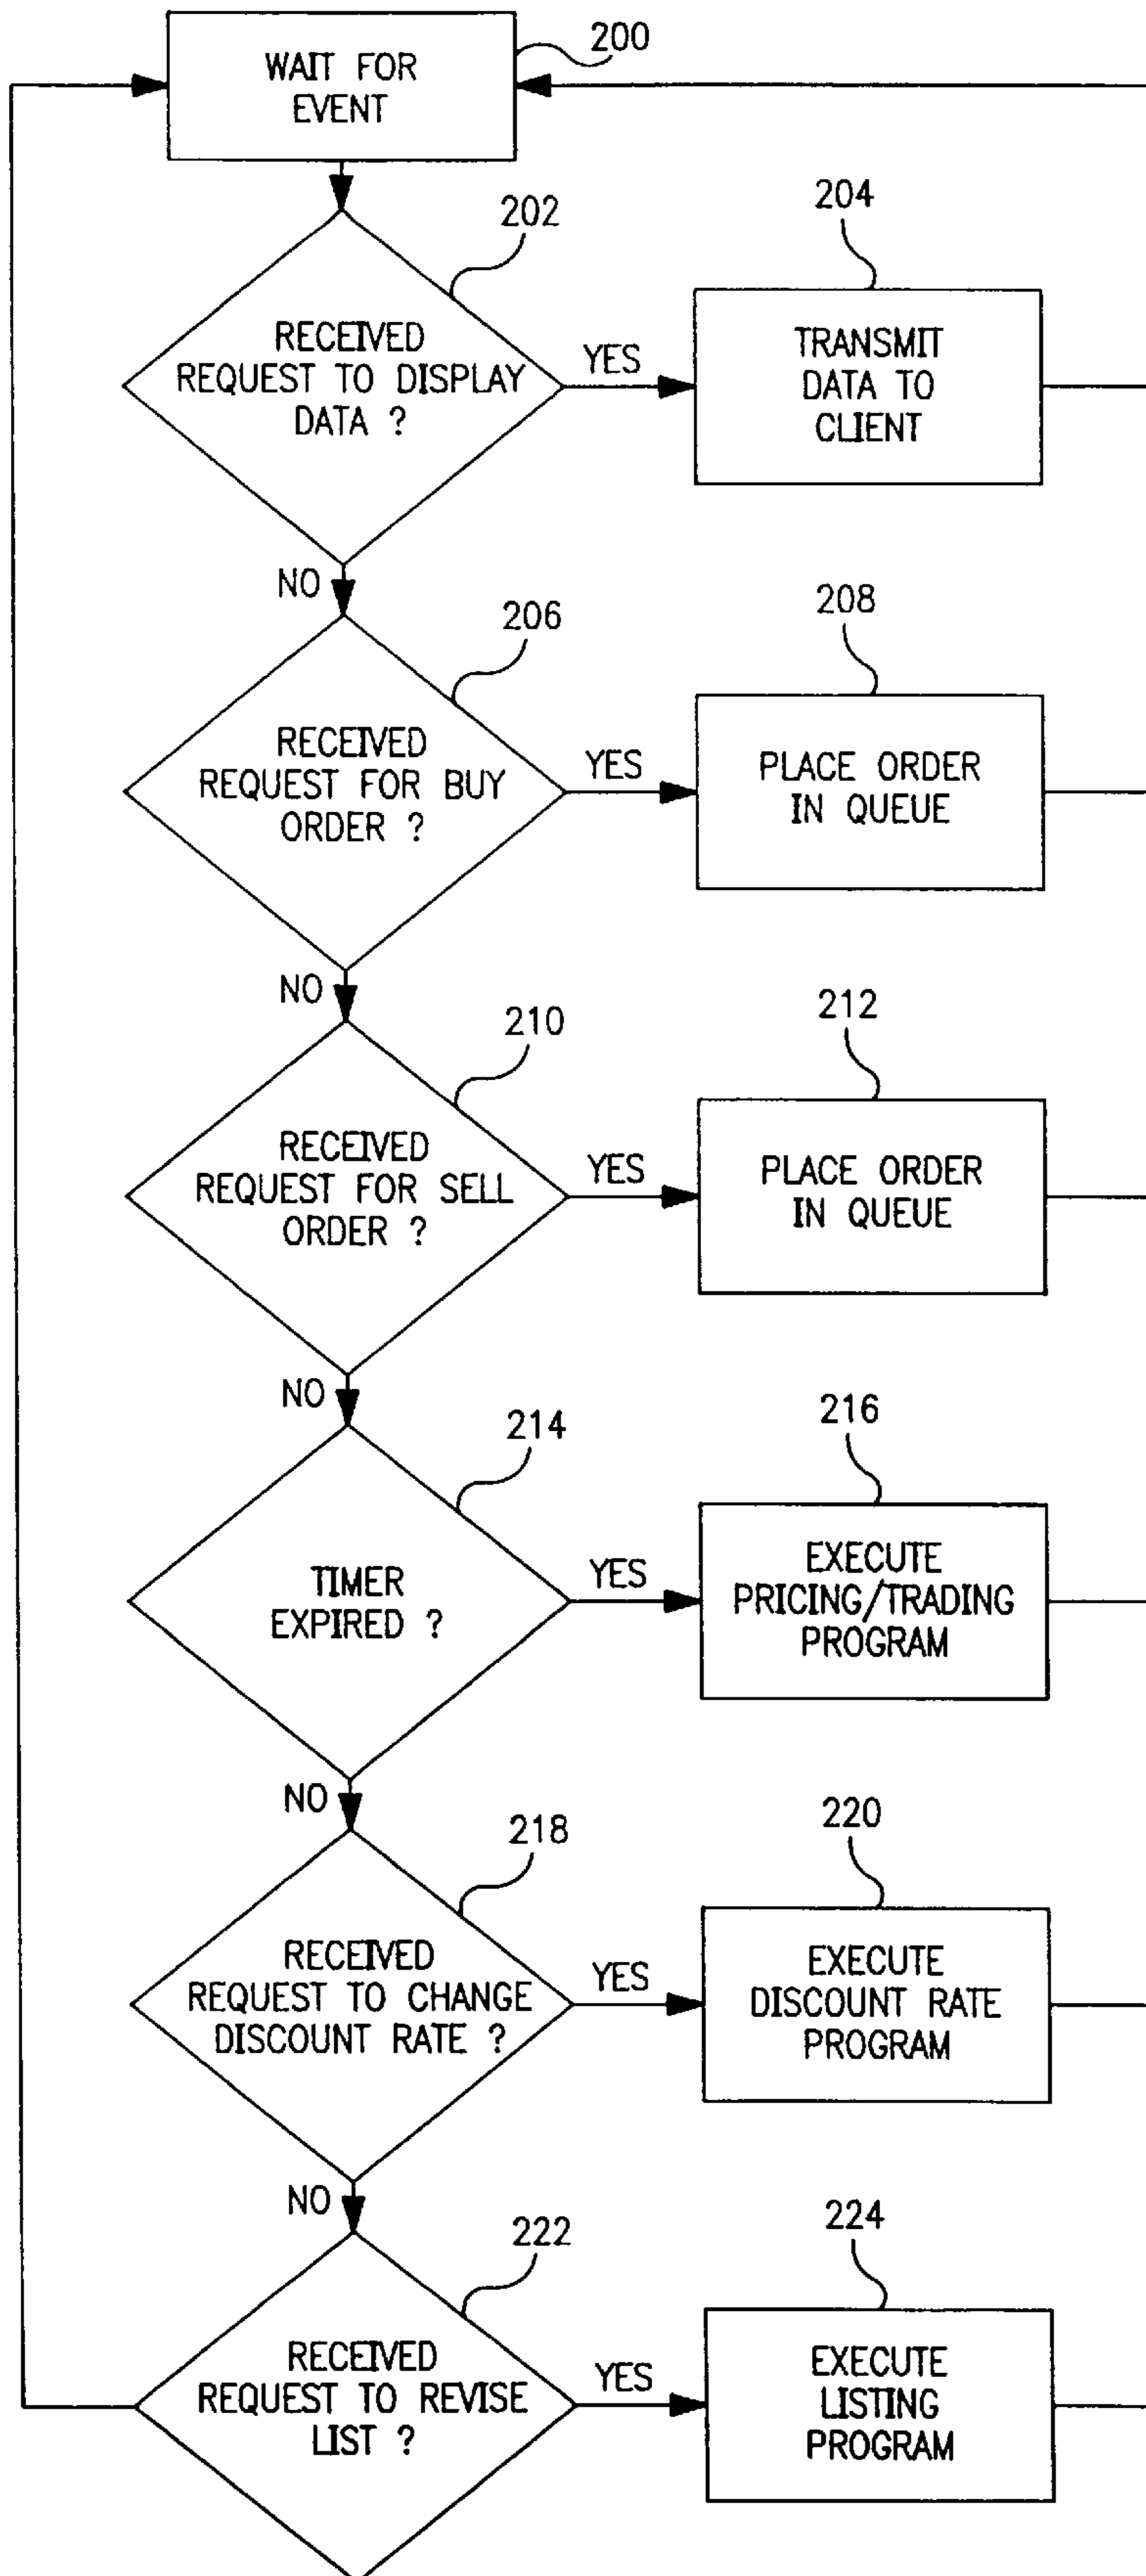 WAIT FOR
EVENT
200
202
204
RECEIVED
REQUEST TO DISPLAY
DATA ?
YES
TRANSMIT
DATA TO
CLIENT
NO
206
208
RECEIVED
REQUEST FOR BUY
ORDER ?
YES
PLACE ORDER
IN QUEUE
NO
210
212
RECEIVED
REQUEST FOR SELL
ORDER ?
YES
PLACE ORDER
IN QUEUE
NO
214
216
TIMER
EXPIRED ?
YES
EXECUTE
PRICING/TRADING
PROGRAM
NO
218
220
RECEIVED
REQUEST TO CHANGE
DISCOUNT RATE ?
YES
EXECUTE
DISCOUNT RATE
PROGRAM
NO
222
224
RECEIVED
REQUEST TO REVISE
LIST ?
YES
EXECUTE
LISTING
PROGRAM